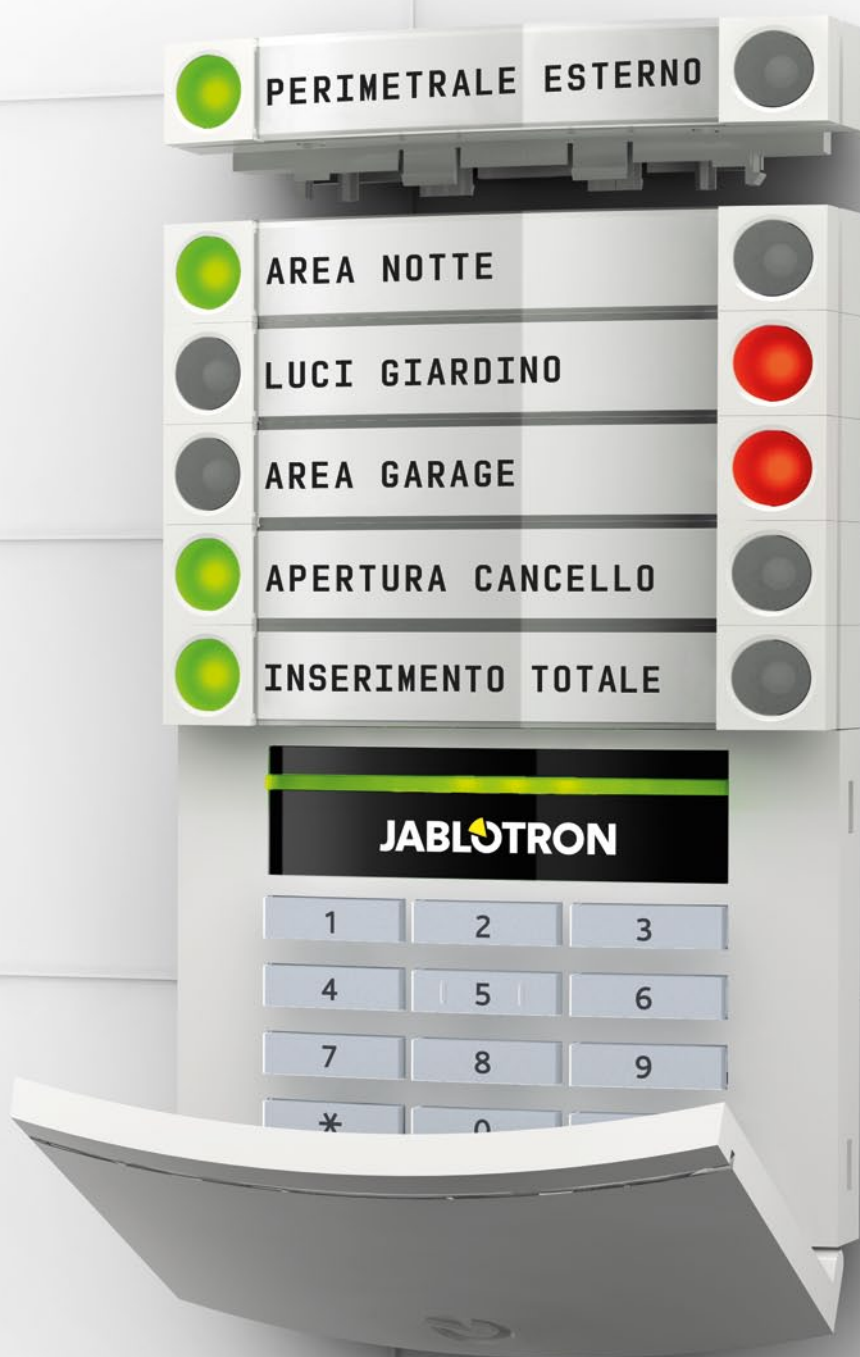 PERIMETRALE ESTERNO
AREA NOTTE
LUCI GIARDINO
AREA GARAGE
APERTURA CANCELLO
INSERIMENTO TOTALE
JABLOTRON
1 2 3
4 5 6
7 8 9
* 0